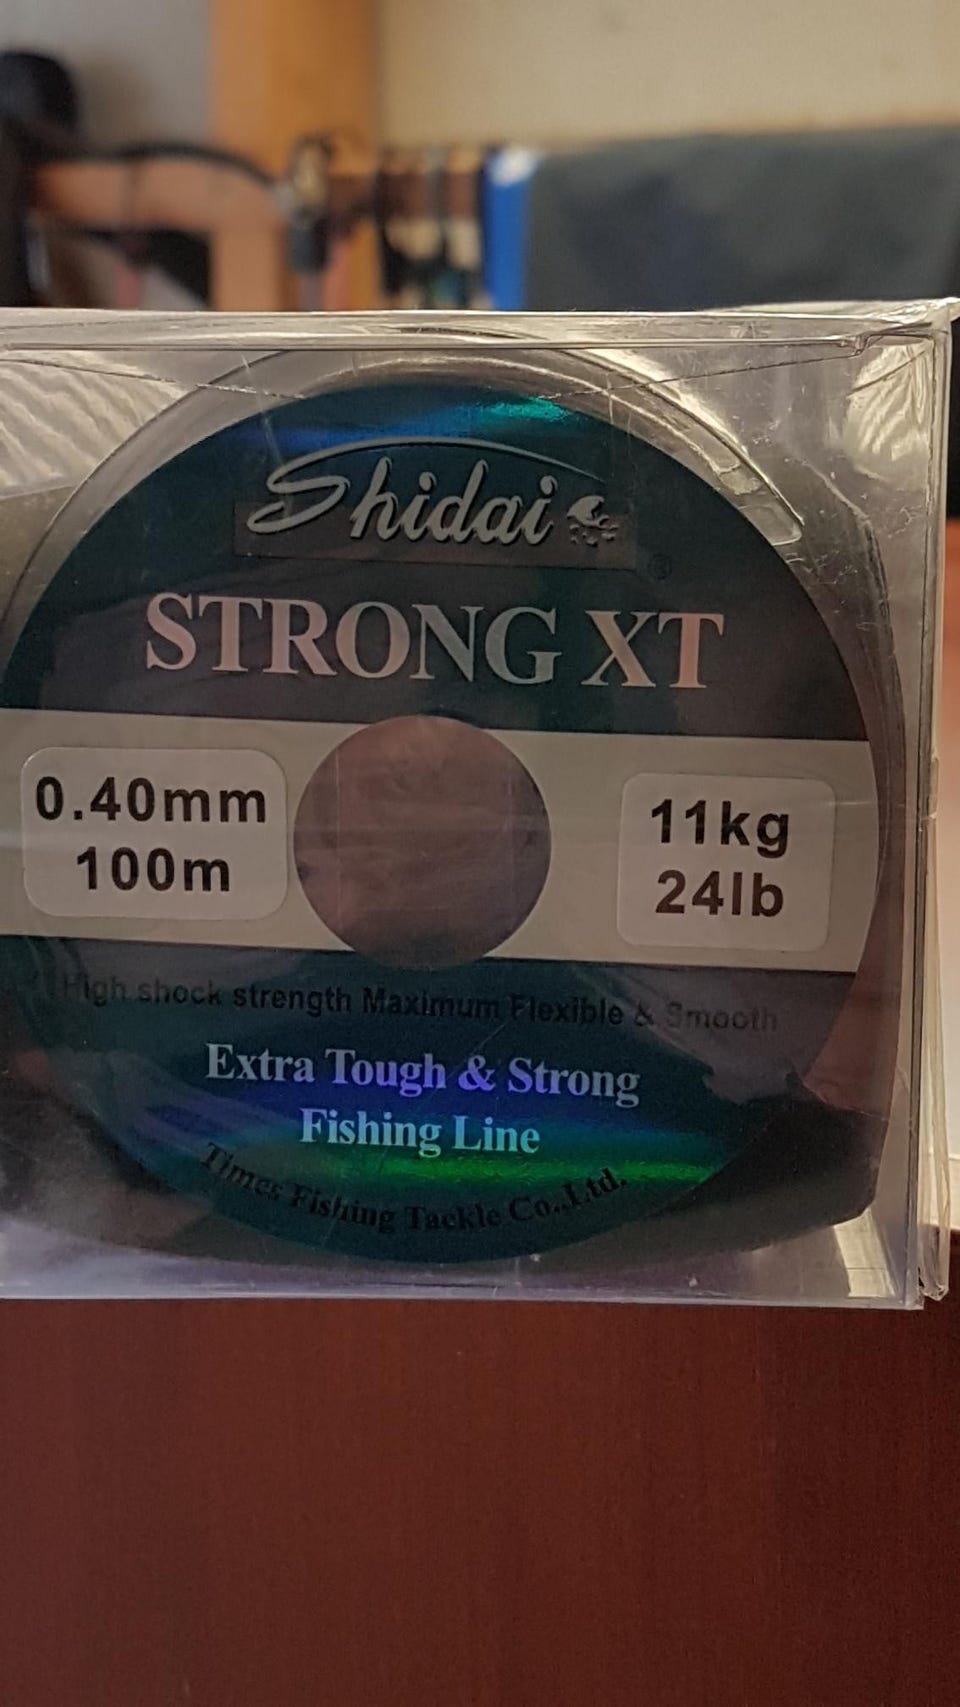 Shidai
®
STRONG XT
0.40mm
100m
11kg
24lb
High shock strength Maximum Flexible & Smooth
Extra Tough & Strong
Fishing Line
Times Fishing Tackle Co.,Ltd.